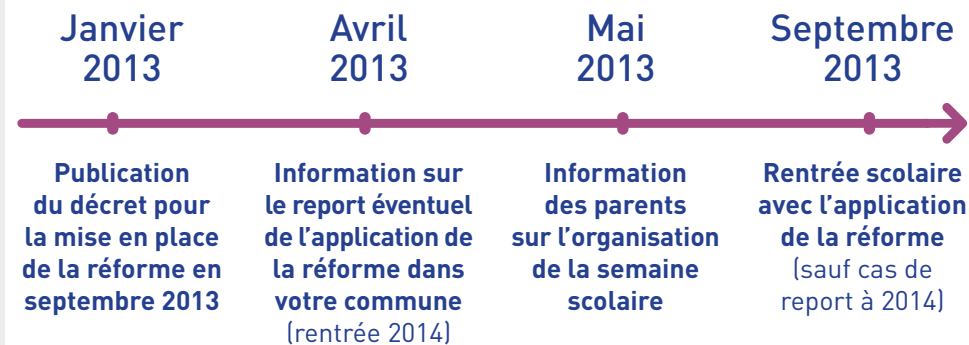 Janvier
2013
Avril
2013
Mai
2013
Septembre
2013
Publication
du décret pour
la mise en place
de la réforme en
septembre 2013
Information sur
le report éventuel
de l'application de
la réforme dans
votre commune
(rentrée 2014)
Information
des parents
sur l'organisation
de la semaine
scolaire
Rentrée scolaire
avec l'application
de la réforme
(sauf cas de
report à 2014)